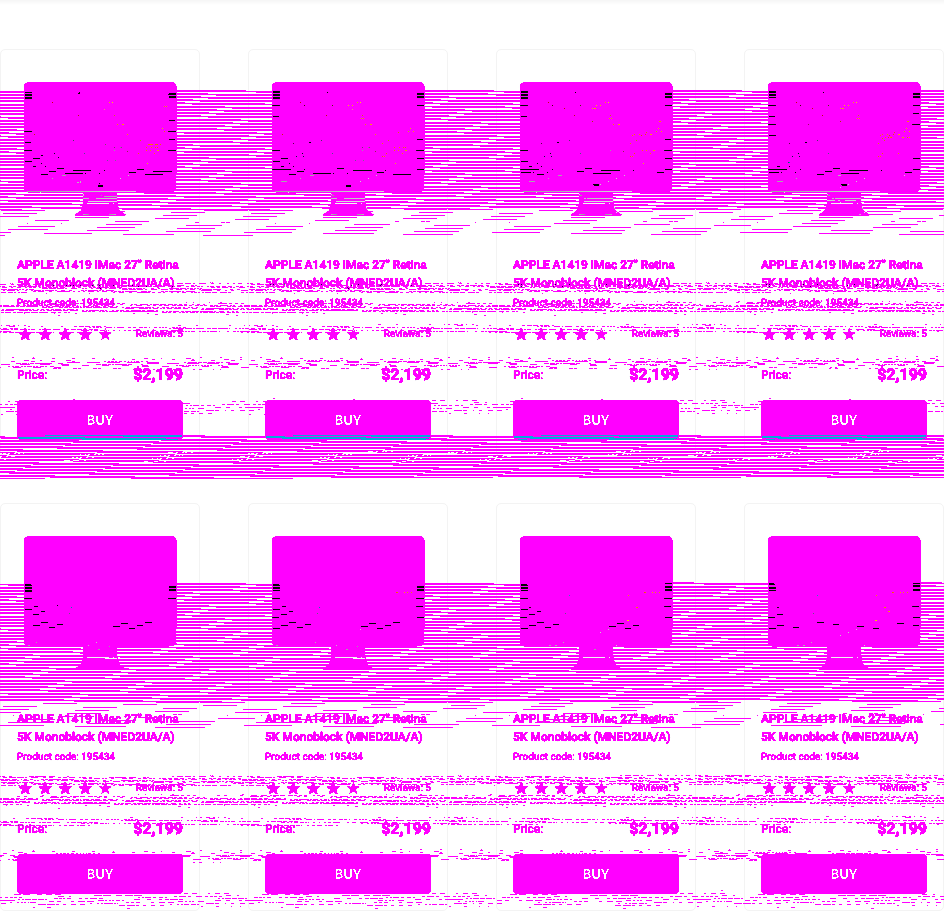 APPLE A1419 iMac 27" Retina APPLE A1419 iMac 27" Retina APPLE A1419 iMac 27" Retina APPLE A1419 iMac 27" Retina
5K Monoblock (MNED2UA/A) 5K Monoblock (MNED2UA/A) 5K Monoblock (MNED2UA/A) 5K Monoblock (MNED2UA/A)
Product code: 195434 Product code: 195434 Product code: 195434 Product code: 195434
Reviews: 5 Reviews: 5 Reviews: 5 Reviews: 5
Price: $2,199 Price: $2,199 Price: $2,199 Price: $2,199
BUY BUY BUY BUY
APPLE A1419 iMac 27" Retina APPLE A1419 iMac 27" Retina APPLE A1419 iMac 27" Retina APPLE A1419 iMac 27" Retina
5K Monoblock (MNED2UA/A) 5K Monoblock (MNED2UA/A) 5K Monoblock (MNED2UA/A) 5K Monoblock (MNED2UA/A)
Product code: 195434 Product code: 195434 Product code: 195434 Product code: 195434
Reviews: 5 Reviews: 5 Reviews: 5 Reviews: 5
Price: $2,199 Price: $2,199 Price: $2,199 Price: $2,199
BUY BUY BUY BUY